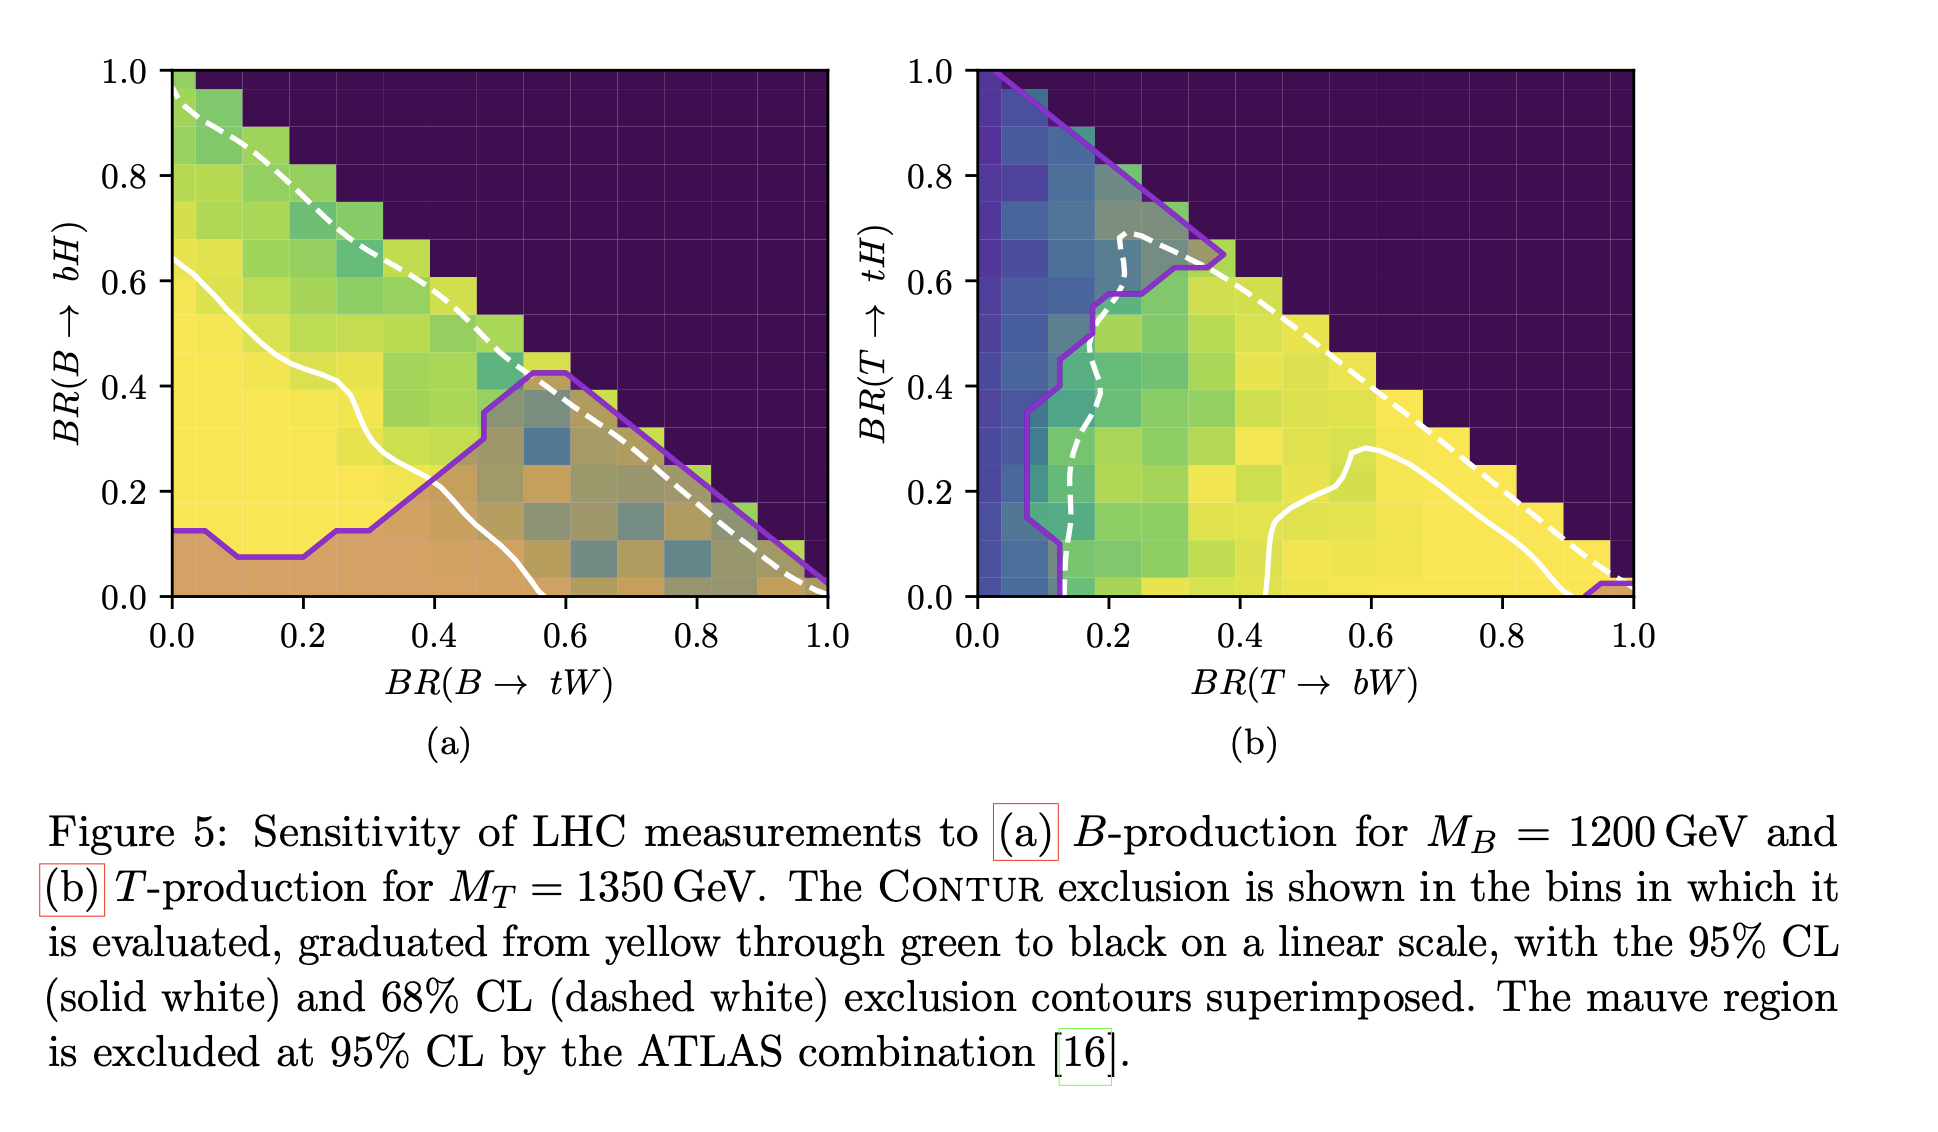 1.0
0.8
0.6
0.4
0.2
0.0
BR(B → bH)
0.0 0.2 0.4 0.6 0.8 1.0
BR(B → tW)
(a)
1.0
0.8
0.6
0.4
0.2
0.0
BR(T → tH)
0.0 0.2 0.4 0.6 0.8 1.0
BR(T → bW)
(b)
Figure 5: Sensitivity of LHC measurements to (a) B-production for M_B = 1200 GeV and
(b) T-production for M_T = 1350 GeV. The CONTUR exclusion is shown in the bins in which it
is evaluated, graduated from yellow through green to black on a linear scale, with the 95% CL
(solid white) and 68% CL (dashed white) exclusion contours superimposed. The mauve region
is excluded at 95% CL by the ATLAS combination [16].